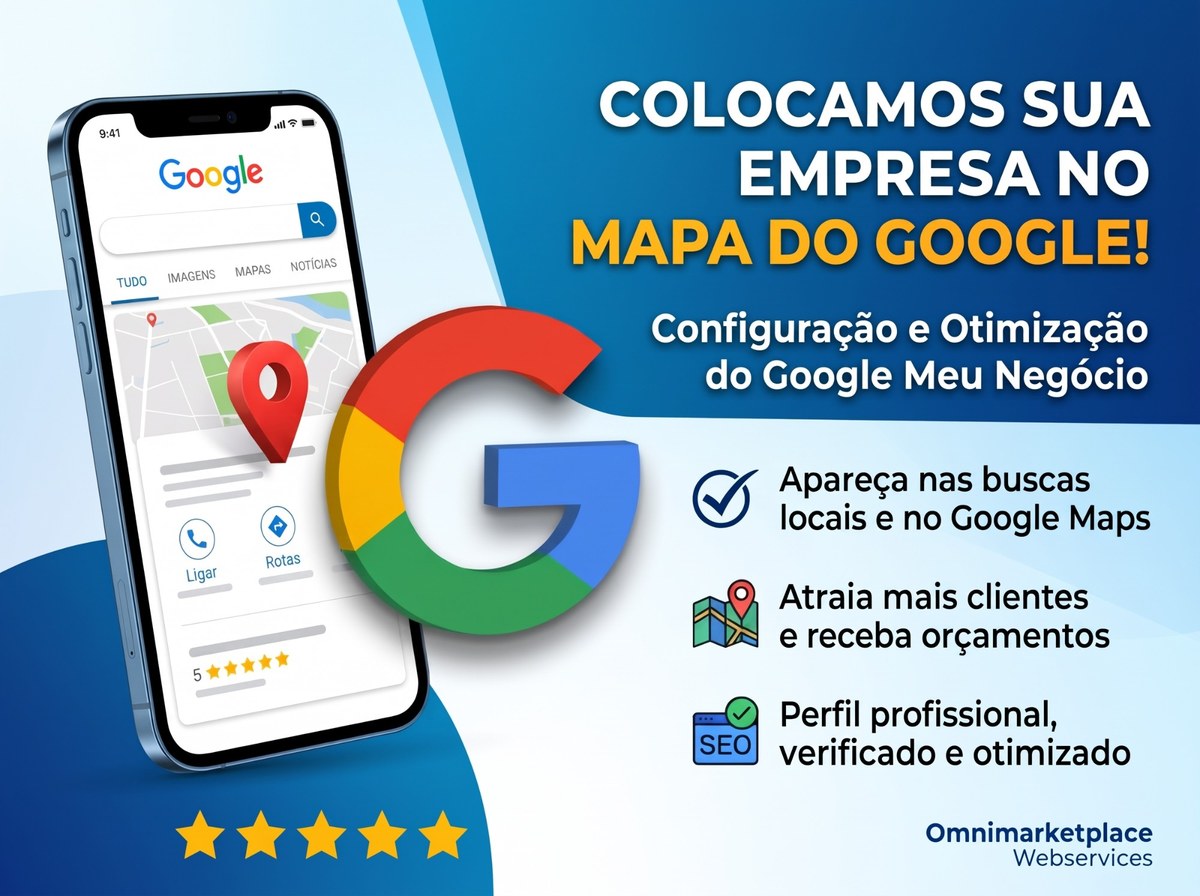 9:41
Google
TUDO IMAGENS MAPAS NOTÍCIAS
Ligar Rotas
5
G
COLOCAMOS SUA
EMPRESA NO
MAPA DO GOOGLE!
Configuração e Otimização
do Google Meu Negócio
Apareça nas buscas
locais e no Google Maps
Atraia mais clientes
e receba orçamentos
SEO
Perfil profissional,
verificado e otimizado
Omnimarketplace
Webservices